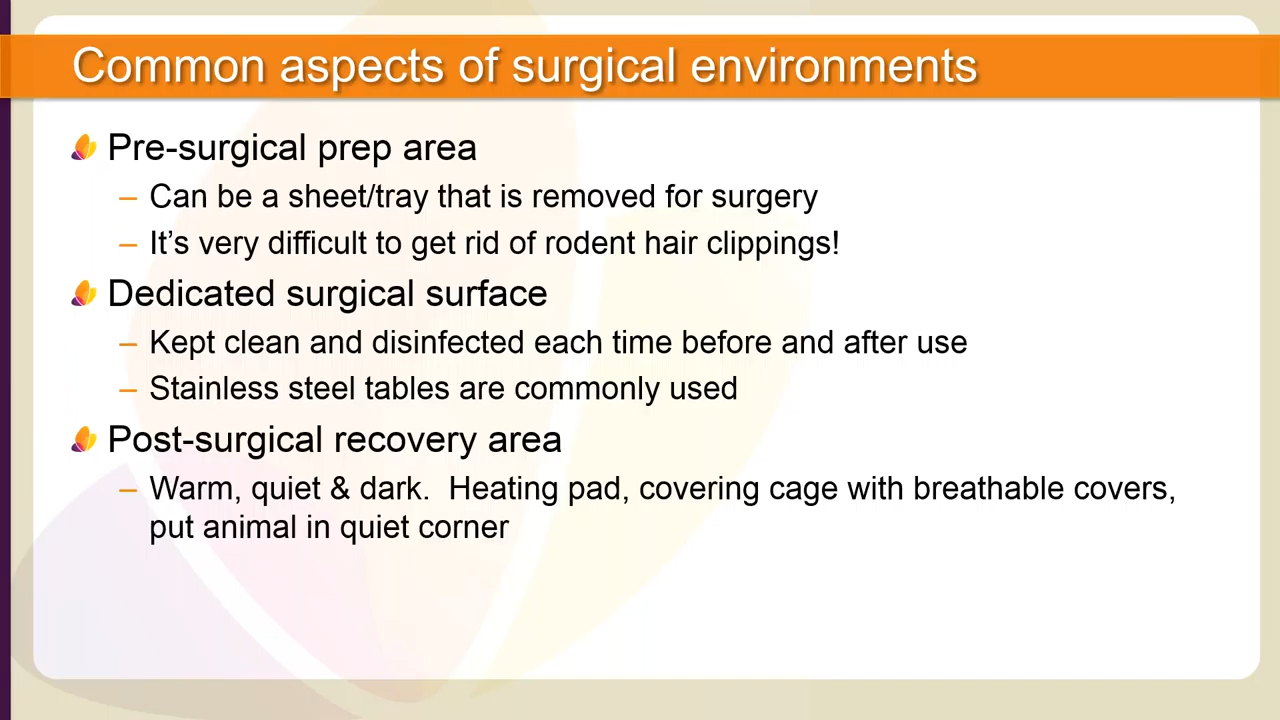 Common aspects of surgical environments
Pre-surgical prep area
– Can be a sheet/tray that is removed for surgery
– It’s very difficult to get rid of rodent hair clippings!
Dedicated surgical surface
– Kept clean and disinfected each time before and after use
– Stainless steel tables are commonly used
Post-surgical recovery area
– Warm, quiet & dark.  Heating pad, covering cage with breathable covers,
put animal in quiet corner